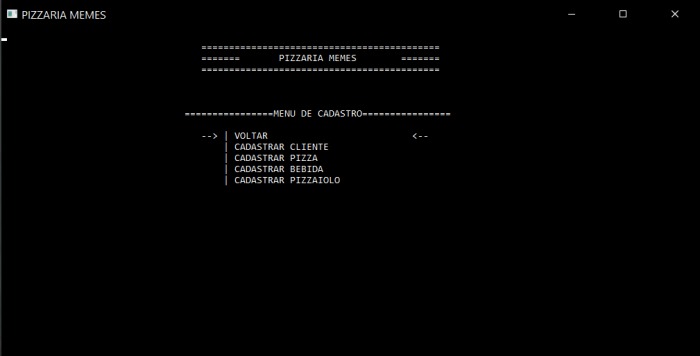 PIZZARIA MEMES
===========================================
=======       PIZZARIA MEMES        =======
===========================================
================MENU DE CADASTRO================
--> | VOLTAR                          <--
| CADASTRAR CLIENTE
| CADASTRAR PIZZA
| CADASTRAR BEBIDA
| CADASTRAR PIZZAIOLO